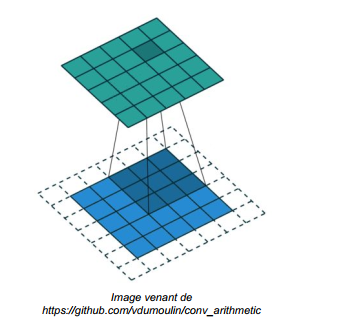 Image venant de
https://github.com/vdumoulin/conv_arithmetic